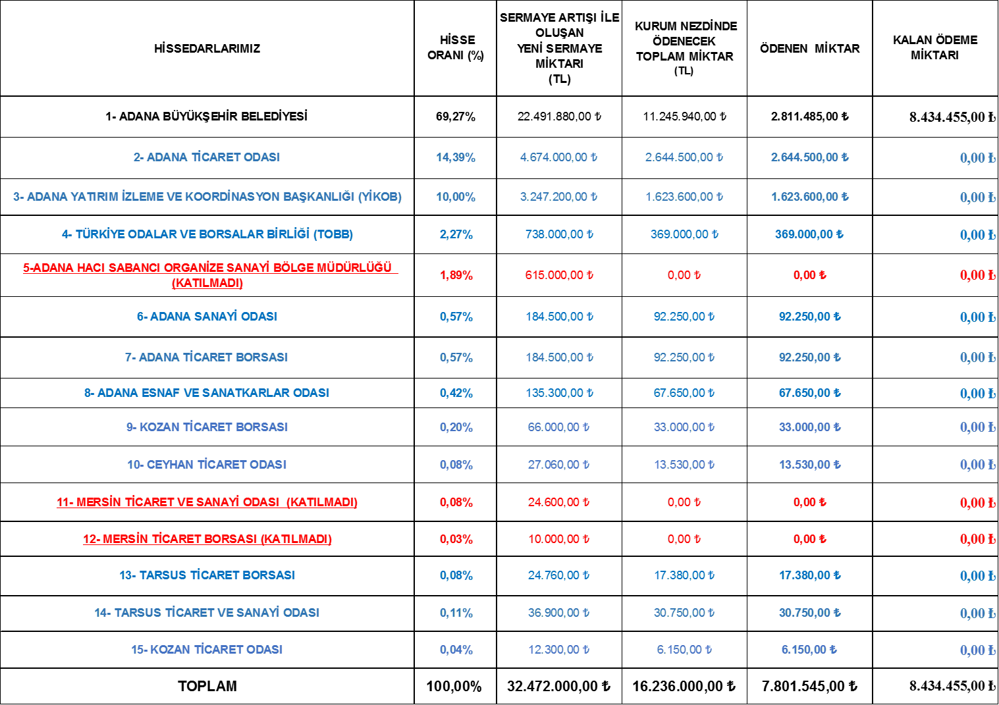 HİSSEDARLARIMIZ
HİSSE
ORANI (%)
SERMAYE ARTIŞI İLE
OLUŞAN
YENİ SERMAYE
MİKTARI
(TL)
KURUM NEZDİNDE
ÖDENECEK
TOPLAM MİKTAR
(TL)
ÖDENEN  MİKTAR
KALAN ÖDEME
MİKTARI
1- ADANA BÜYÜKŞEHİR BELEDİYESİ 69,27% 22.491.880,00 ₺ 11.245.940,00 ₺ 2.811.485,00 ₺ 8.434.455,00 ₺
2- ADANA TİCARET ODASI 14,39% 4.674.000,00 ₺ 2.644.500,00 ₺ 2.644.500,00 ₺ 0,00 ₺
3- ADANA YATIRIM İZLEME VE KOORDİNASYON BAŞKANLIĞI (YİKOB) 10,00% 3.247.200,00 ₺ 1.623.600,00 ₺ 1.623.600,00 ₺ 0,00 ₺
4- TÜRKİYE ODALAR VE BORSALAR BİRLİĞİ (TOBB) 2,27% 738.000,00 ₺ 369.000,00 ₺ 369.000,00 ₺ 0,00 ₺
5-ADANA HACI SABANCI ORGANİZE SANAYİ BÖLGE MÜDÜRLÜĞÜ
(KATILMADI) 1,89% 615.000,00 ₺ 0,00 ₺ 0,00 ₺ 0,00 ₺
6- ADANA SANAYİ ODASI 0,57% 184.500,00 ₺ 92.250,00 ₺ 92.250,00 ₺ 0,00 ₺
7- ADANA TİCARET BORSASI 0,57% 184.500,00 ₺ 92.250,00 ₺ 92.250,00 ₺ 0,00 ₺
8- ADANA ESNAF VE SANATKARLAR ODASI 0,42% 135.300,00 ₺ 67.650,00 ₺ 67.650,00 ₺ 0,00 ₺
9- KOZAN TİCARET BORSASI 0,20% 66.000,00 ₺ 33.000,00 ₺ 33.000,00 ₺ 0,00 ₺
10- CEYHAN TİCARET ODASI 0,08% 27.060,00 ₺ 13.530,00 ₺ 13.530,00 ₺ 0,00 ₺
11- MERSİN TİCARET VE SANAYİ ODASI  (KATILMADI) 0,08% 24.600,00 ₺ 0,00 ₺ 0,00 ₺ 0,00 ₺
12- MERSİN TİCARET BORSASI (KATILMADI) 0,03% 10.000,00 ₺ 0,00 ₺ 0,00 ₺ 0,00 ₺
13- TARSUS TİCARET BORSASI 0,08% 24.760,00 ₺ 17.380,00 ₺ 17.380,00 ₺ 0,00 ₺
14- TARSUS TİCARET VE SANAYİ ODASI 0,11% 36.900,00 ₺ 30.750,00 ₺ 30.750,00 ₺ 0,00 ₺
15- KOZAN TİCARET ODASI 0,04% 12.300,00 ₺ 6.150,00 ₺ 6.150,00 ₺ 0,00 ₺
TOPLAM 100,00% 32.472.000,00 ₺ 16.236.000,00 ₺ 7.801.545,00 ₺ 8.434.455,00 ₺